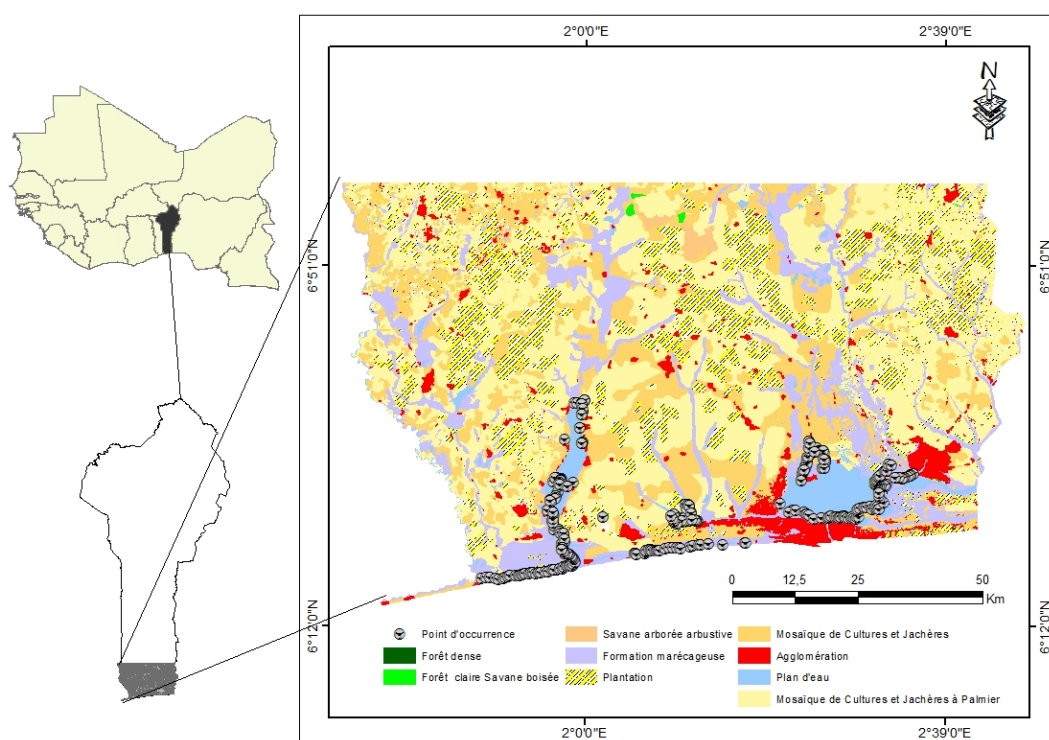 2°0'0"E
2°39'0"E
N
6°51'0"N
6°51'0"N
6°12'0"N
6°12'0"N
0
12,5
25
50
Km
Point d'occurrence
Forêt dense
Forêt claire Savane boisée
Savane arborée arbustive
Formation marécageuse
Plantation
Mosaïque de Cultures et Jachères
Agglomération
Plan d'eau
Mosaïque de Cultures et Jachères à Palmier
2°0'0"E
2°39'0"E